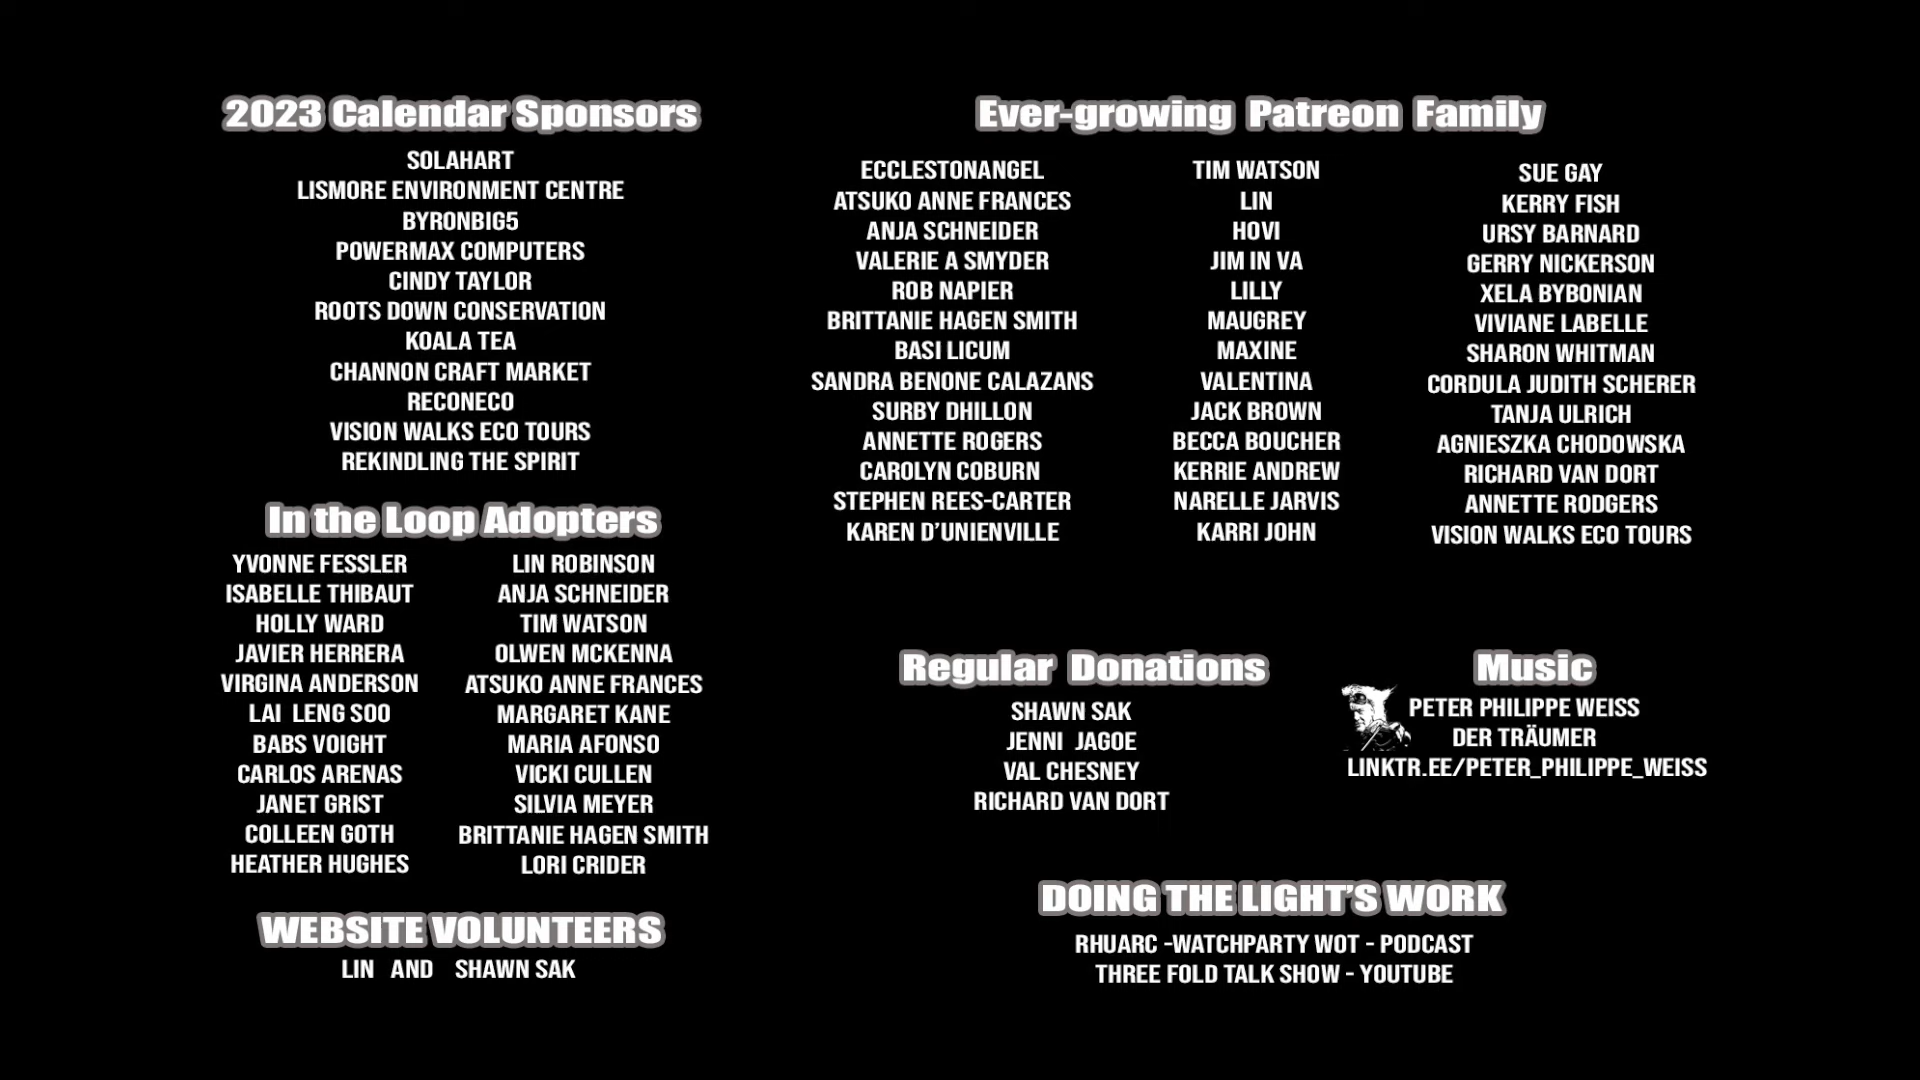 2023 Calendar Sponsors
SOLAHART
LISMORE ENVIRONMENT CENTRE
BYRONBIG5
POWERMAX COMPUTERS
CINDY TAYLOR
ROOTS DOWN CONSERVATION
KOALA TEA
CHANNON CRAFT MARKET
RECONECO
VISION WALKS ECO TOURS
REKINDLING THE SPIRIT
In the Loop Adopters
YVONNE FESSLER
ISABELLE THIBAUT
HOLLY WARD
JAVIER HERRERA
VIRGINA ANDERSON
LAI LENG SOO
BABS VOIGHT
CARLOS ARENAS
JANET GRIST
COLLEEN GOTH
HEATHER HUGHES
LIN ROBINSON
ANJA SCHNEIDER
TIM WATSON
OLWEN MCKENNA
ATSUKO ANNE FRANCES
MARGARET KANE
MARIA AFONSO
VICKI CULLEN
SILVIA MEYER
BRITTANIE HAGEN SMITH
LORI CRIDER
WEBSITE VOLUNTEERS
LIN AND SHAWN SAK
Ever-growing Patreon Family
ECCLESTONANGEL
ATSUKO ANNE FRANCES
ANJA SCHNEIDER
VALERIE A SMYDER
ROB NAPIER
BRITTANIE HAGEN SMITH
BASI LICUM
SANDRA BENONE CALAZANS
SURBY DHILLON
ANNETTE ROGERS
CAROLYN COBURN
STEPHEN REES-CARTER
KAREN D'UNIENVILLE
TIM WATSON
LIN
HOVI
JIM IN VA
LILLY
MAUGREY
MAXINE
VALENTINA
JACK BROWN
BECCA BOUCHER
KERRIE ANDREW
NARELLE JARVIS
KARRI JOHN
SUE GAY
KERRY FISH
URSY BARNARD
GERRY NICKERSON
XELA BYBONIAN
VIVIANE LABELLE
SHARON WHITMAN
CORDULA JUDITH SCHERER
TANJA ULRICH
AGNIESZKA CHODOWSKA
RICHARD VAN DORT
ANNETTE RODGERS
VISION WALKS ECO TOURS
Regular Donations
SHAWN SAK
JENNI JAGOE
VAL CHESNEY
RICHARD VAN DORT
Music
PETER PHILIPPE WEISS
DER TRÄUMER
LINKTR.EE/PETER_PHILIPPE_WEISS
DOING THE LIGHT'S WORK
RHUARC -WATCHPARTY WOT - PODCAST
THREE FOLD TALK SHOW - YOUTUBE